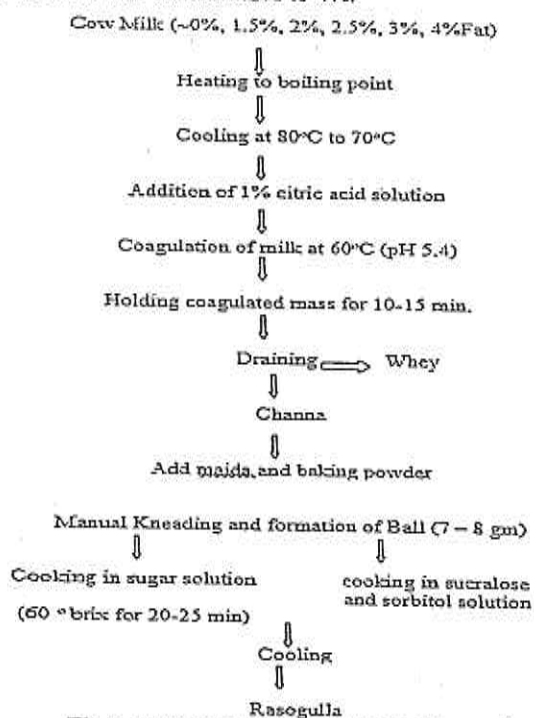 Cow Milk (~0%, 1.5%, 2%, 2.5%, 3%, 4%Fat)
Heating to boiling point
Cooling at 80°C to 70°C
Addition of 1% citric acid solution
Coagulation of milk at 60°C (pH 5.4)
Holding coagulated mass for 10-15 min.
Draining Whey
Channa
Add maida, and baking powder
Manual Kneading and formation of Ball (7 – 8 gm)
Cooking in sugar solution
(60 ° brix for 20-25 min)
cooking in sucralose
and sorbitol solution
Cooling
Rasogulla